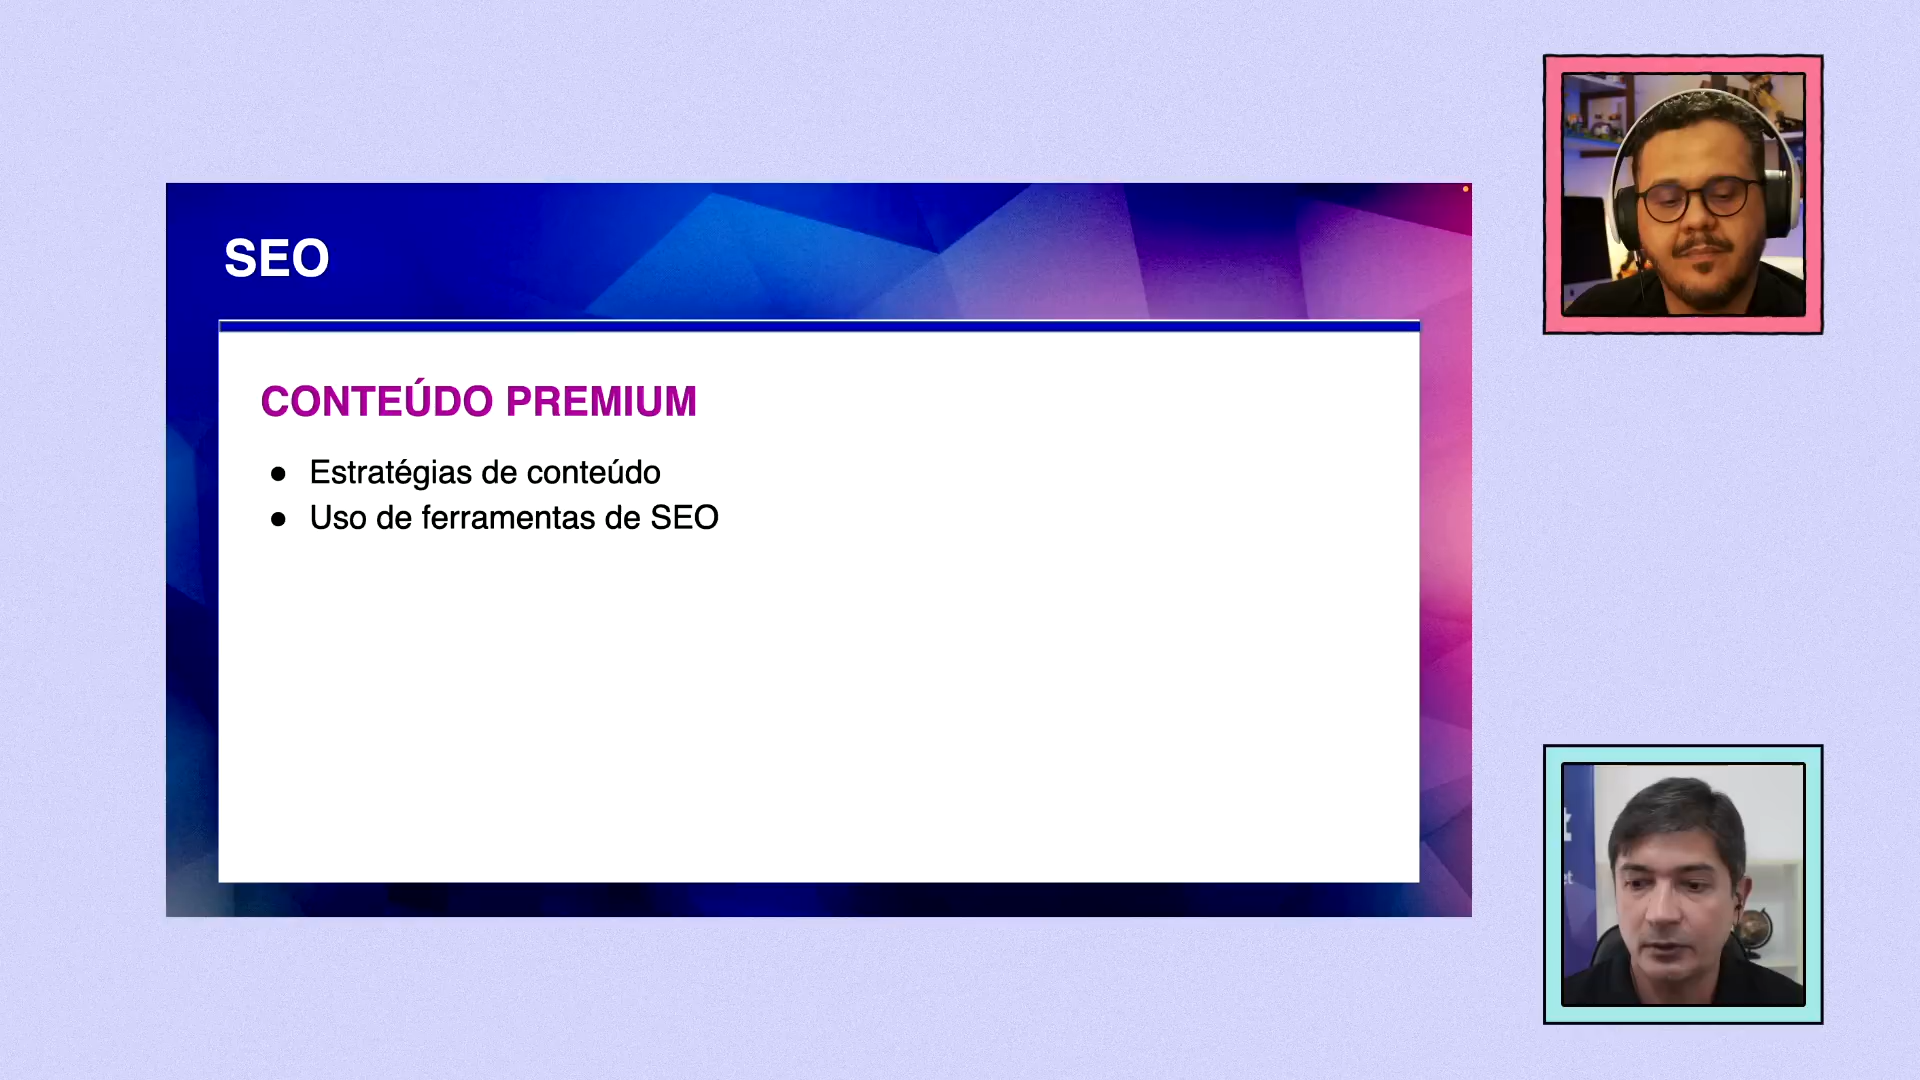 SEO
CONTEÚDO PREMIUM
● Estratégias de conteúdo
● Uso de ferramentas de SEO